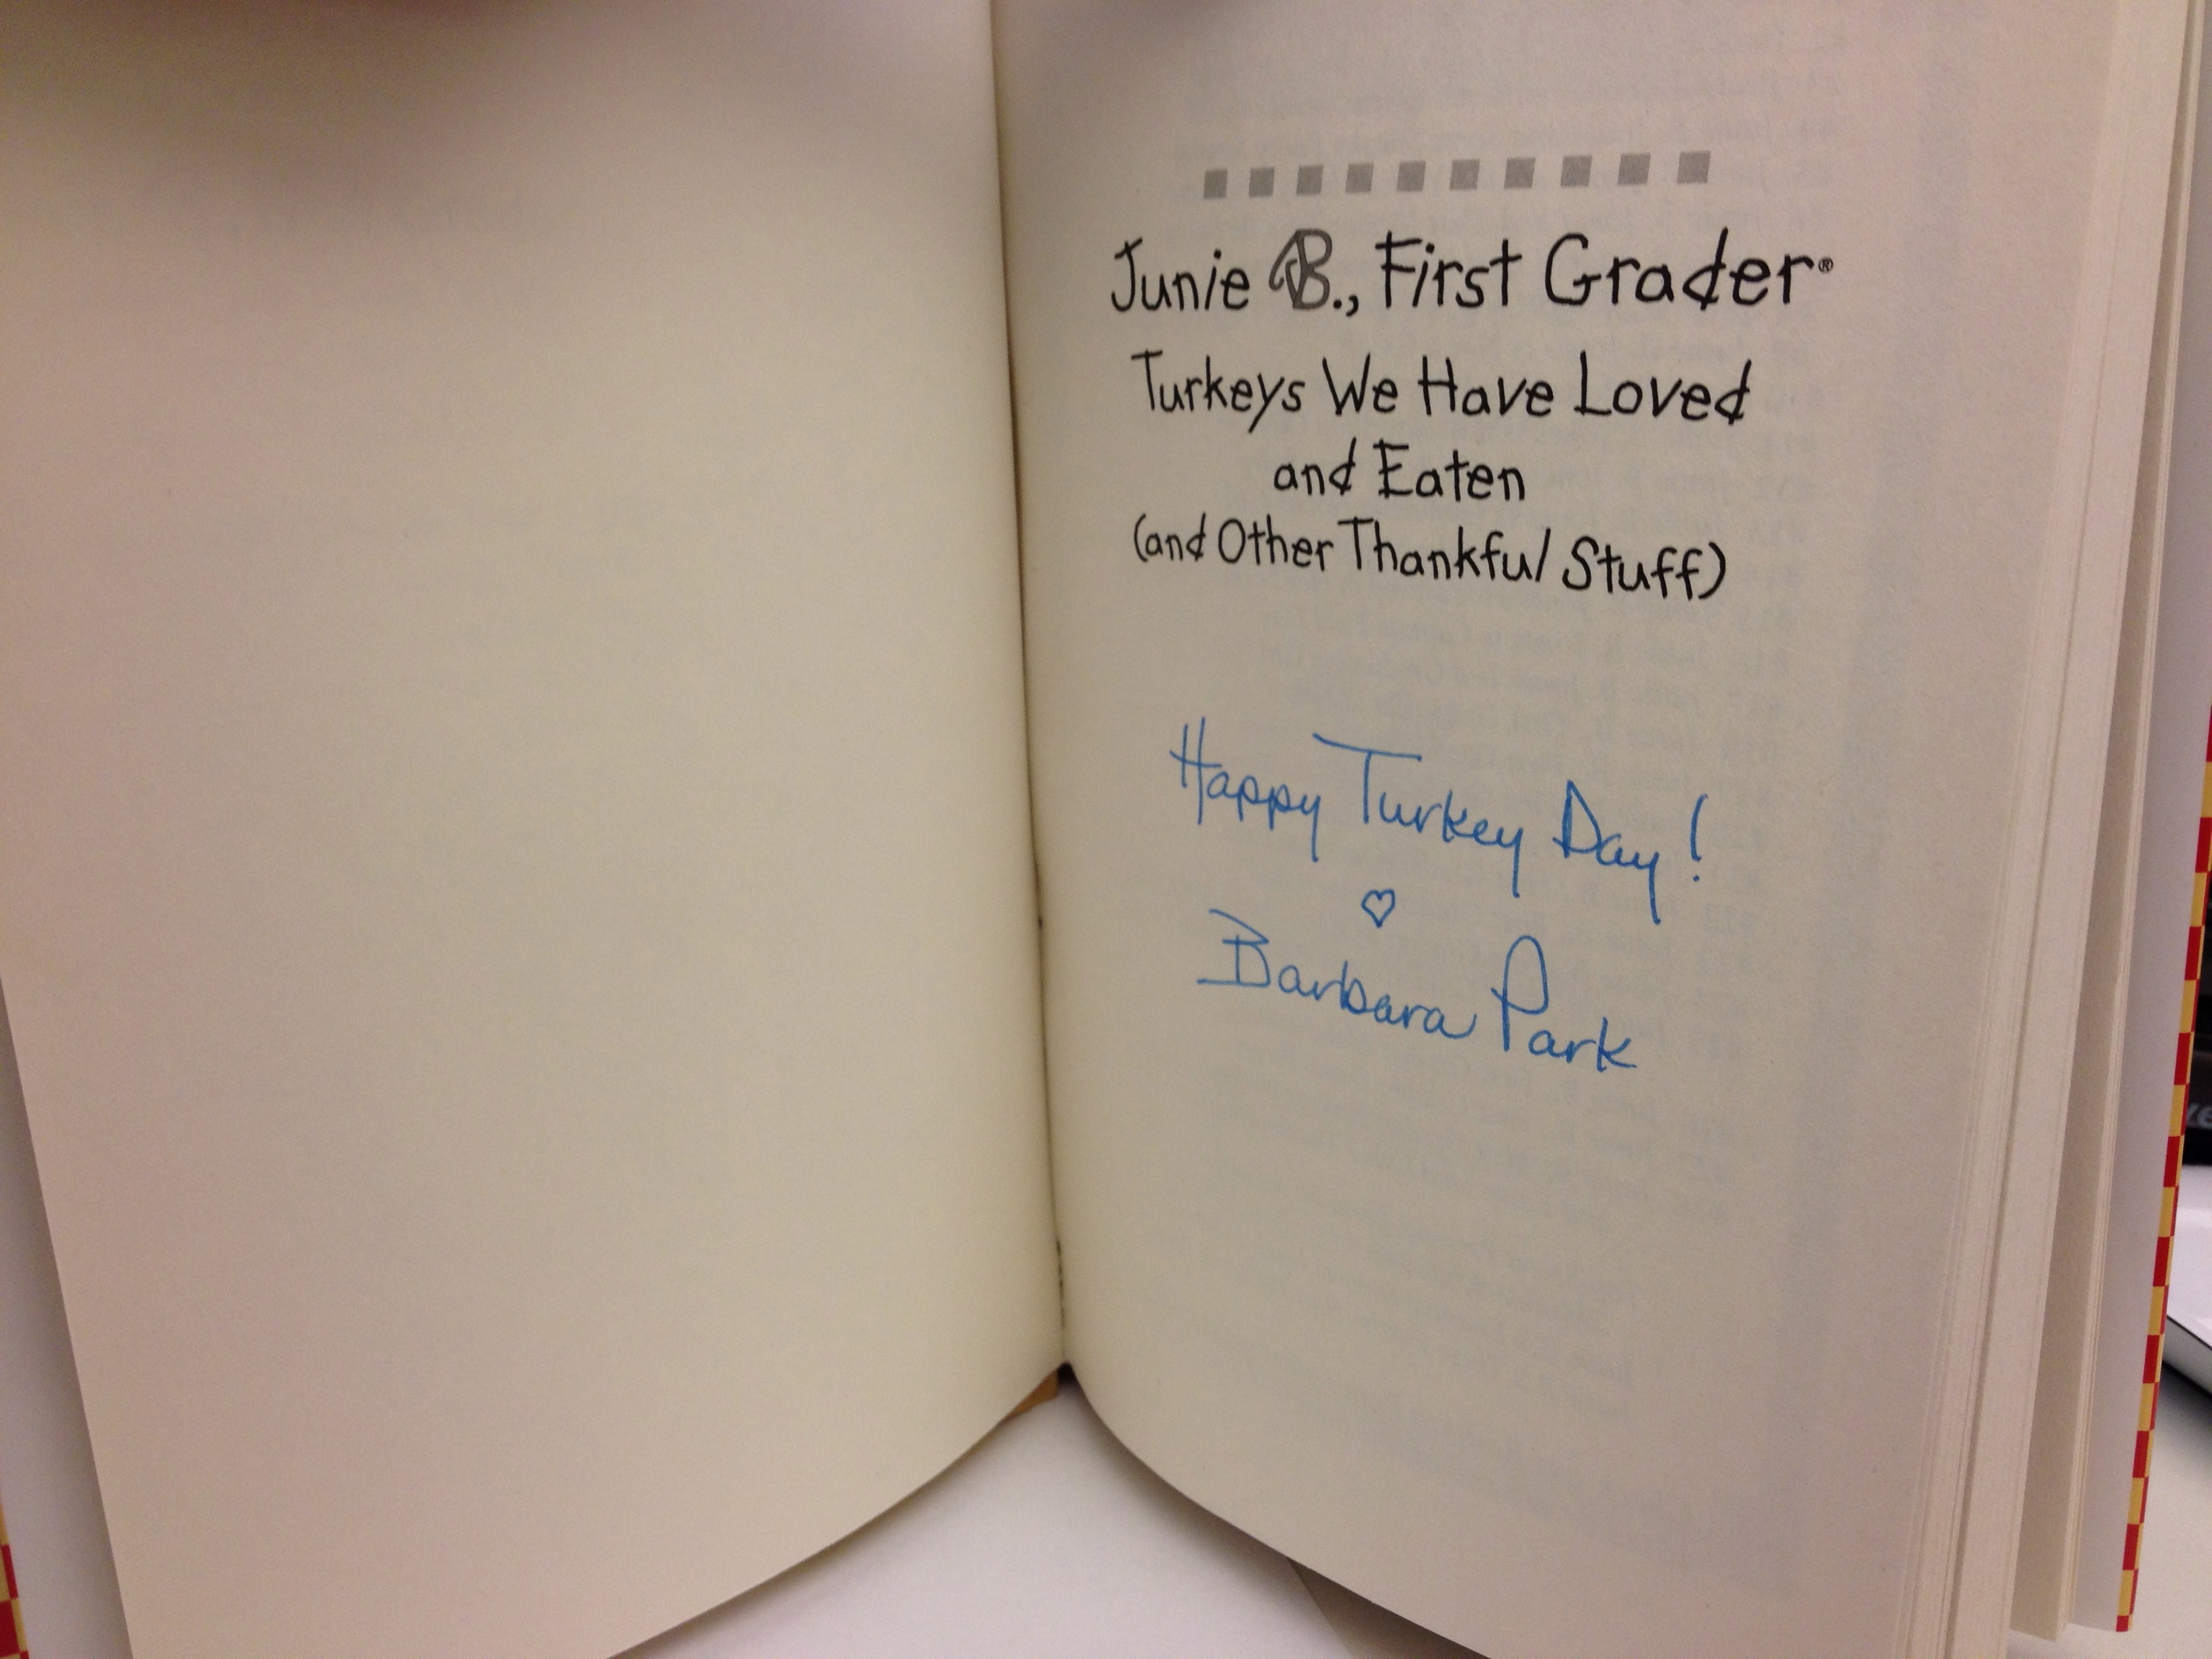 Junie B., First Grader®
Turkeys We Have Loved
and Eaten
(and Other Thankful Stuff)
Happy Turkey Day!
♡
Barbara Park